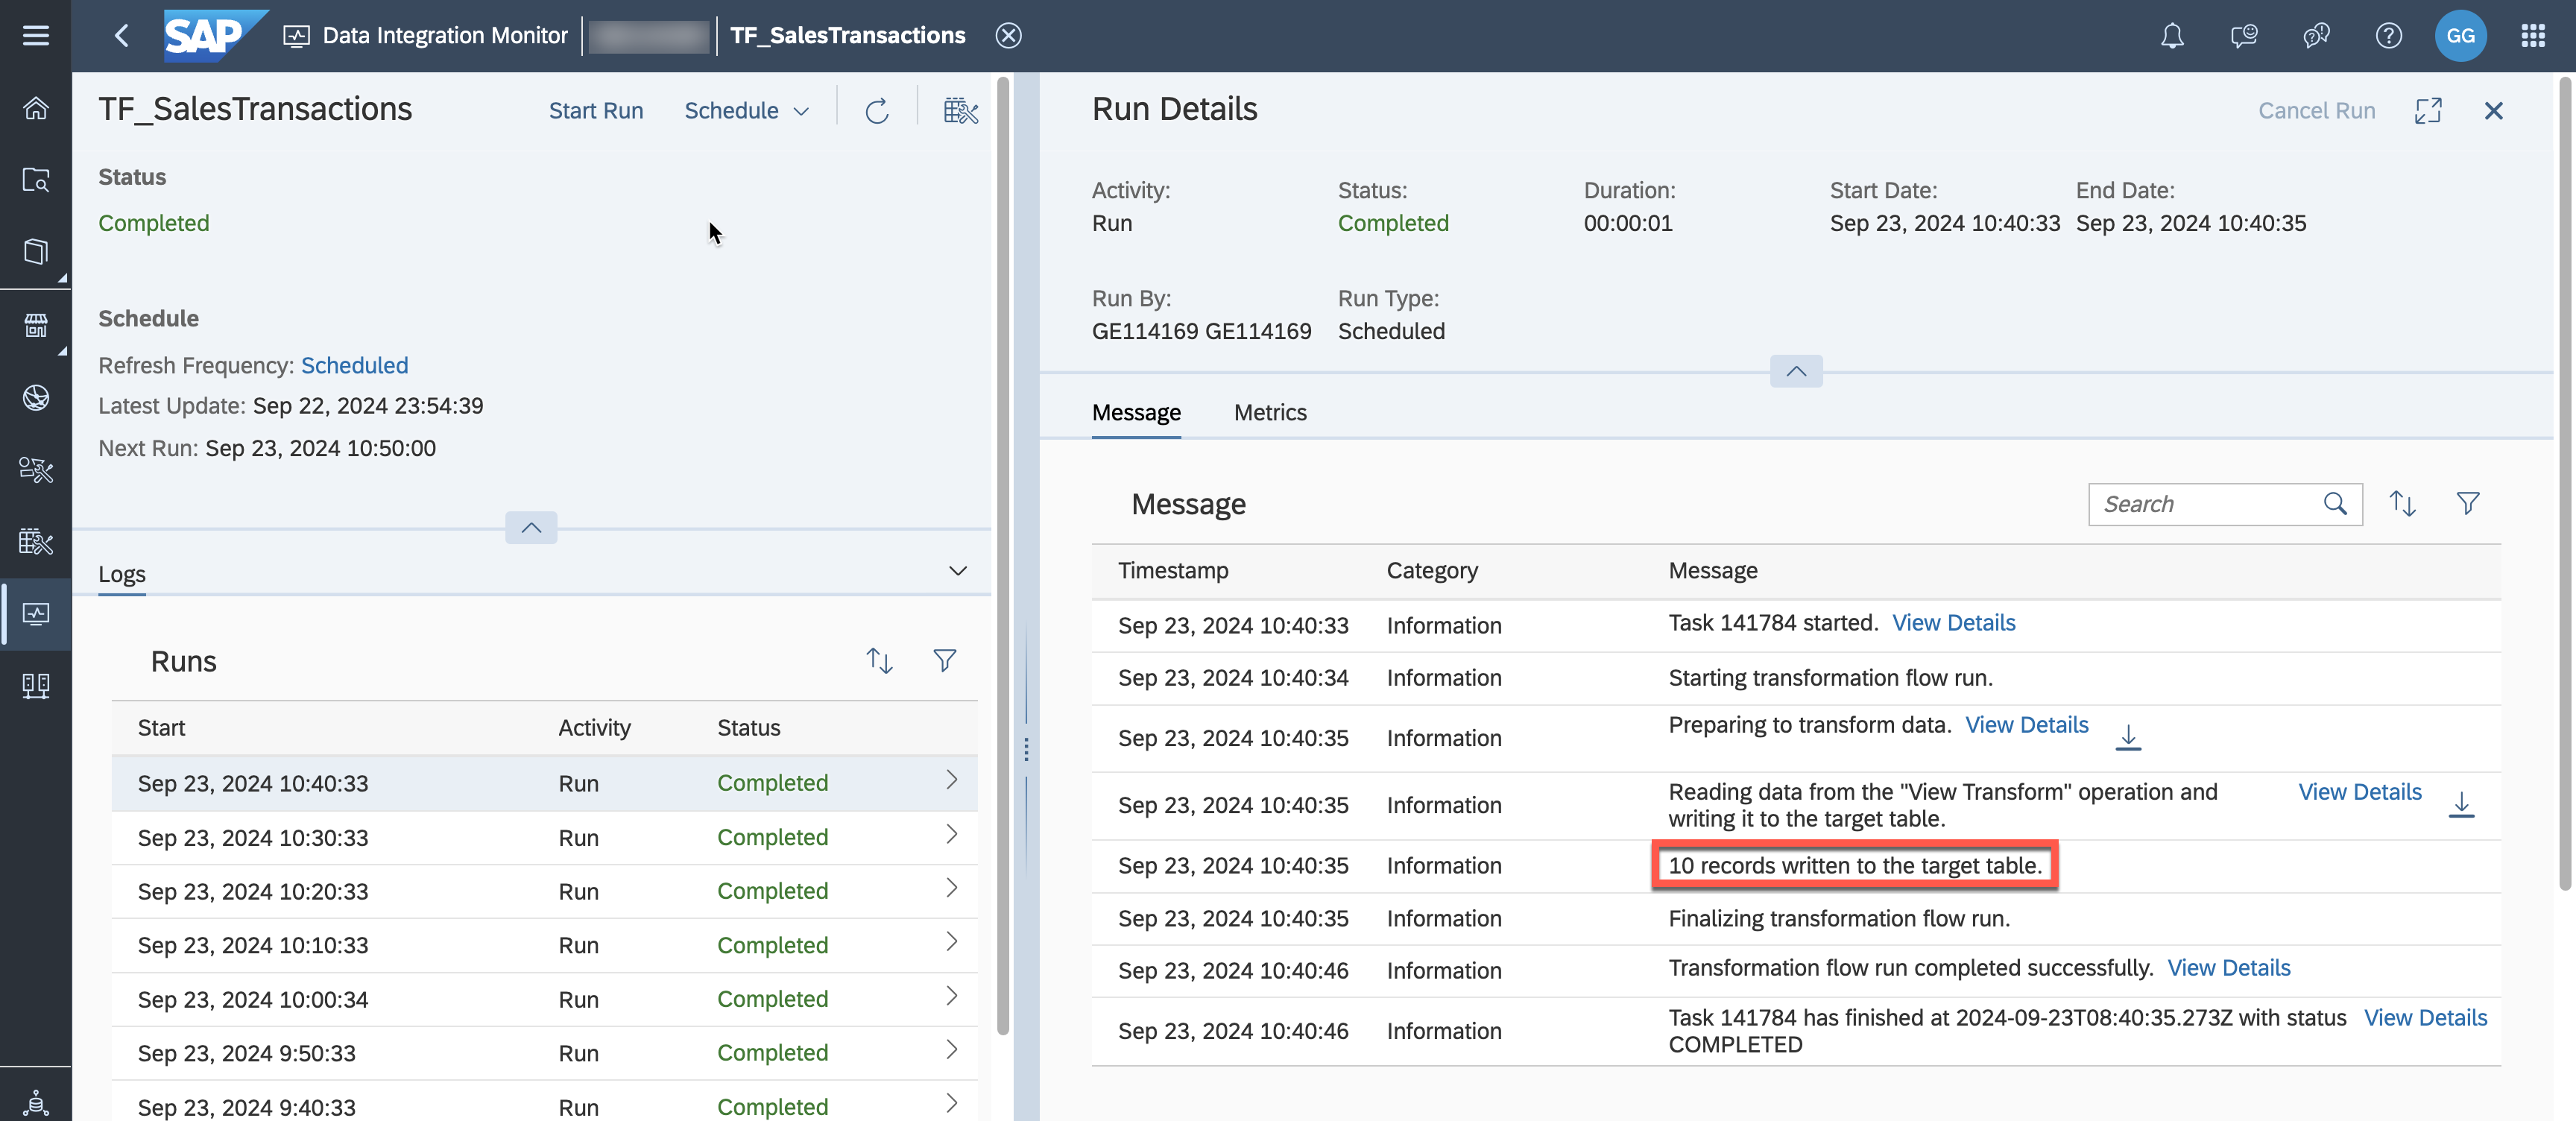 SAP Data Integration Monitor TF_SalesTransactions GG
TF_SalesTransactions Start Run Schedule
Status
Completed
Schedule
Refresh Frequency: Scheduled
Latest Update: Sep 22, 2024 23:54:39
Next Run: Sep 23, 2024 10:50:00
Logs
Runs
Start Activity Status
Sep 23, 2024 10:40:33 Run Completed
Sep 23, 2024 10:30:33 Run Completed
Sep 23, 2024 10:20:33 Run Completed
Sep 23, 2024 10:10:33 Run Completed
Sep 23, 2024 10:00:34 Run Completed
Sep 23, 2024 9:50:33 Run Completed
Sep 23, 2024 9:40:33 Run Completed
Run Details Cancel Run
Activity: Status: Duration: Start Date: End Date:
Run Completed 00:00:01 Sep 23, 2024 10:40:33 Sep 23, 2024 10:40:35
Run By: Run Type:
GE114169 GE114169 Scheduled
Message Metrics
Message Search
Timestamp Category Message
Sep 23, 2024 10:40:33 Information Task 141784 started. View Details
Sep 23, 2024 10:40:34 Information Starting transformation flow run.
Sep 23, 2024 10:40:35 Information Preparing to transform data. View Details
Sep 23, 2024 10:40:35 Information Reading data from the "View Transform" operation and View Details
writing it to the target table.
Sep 23, 2024 10:40:35 Information 10 records written to the target table.
Sep 23, 2024 10:40:35 Information Finalizing transformation flow run.
Sep 23, 2024 10:40:46 Information Transformation flow run completed successfully. View Details
Sep 23, 2024 10:40:46 Information Task 141784 has finished at 2024-09-23T08:40:35.273Z with status View Details
COMPLETED